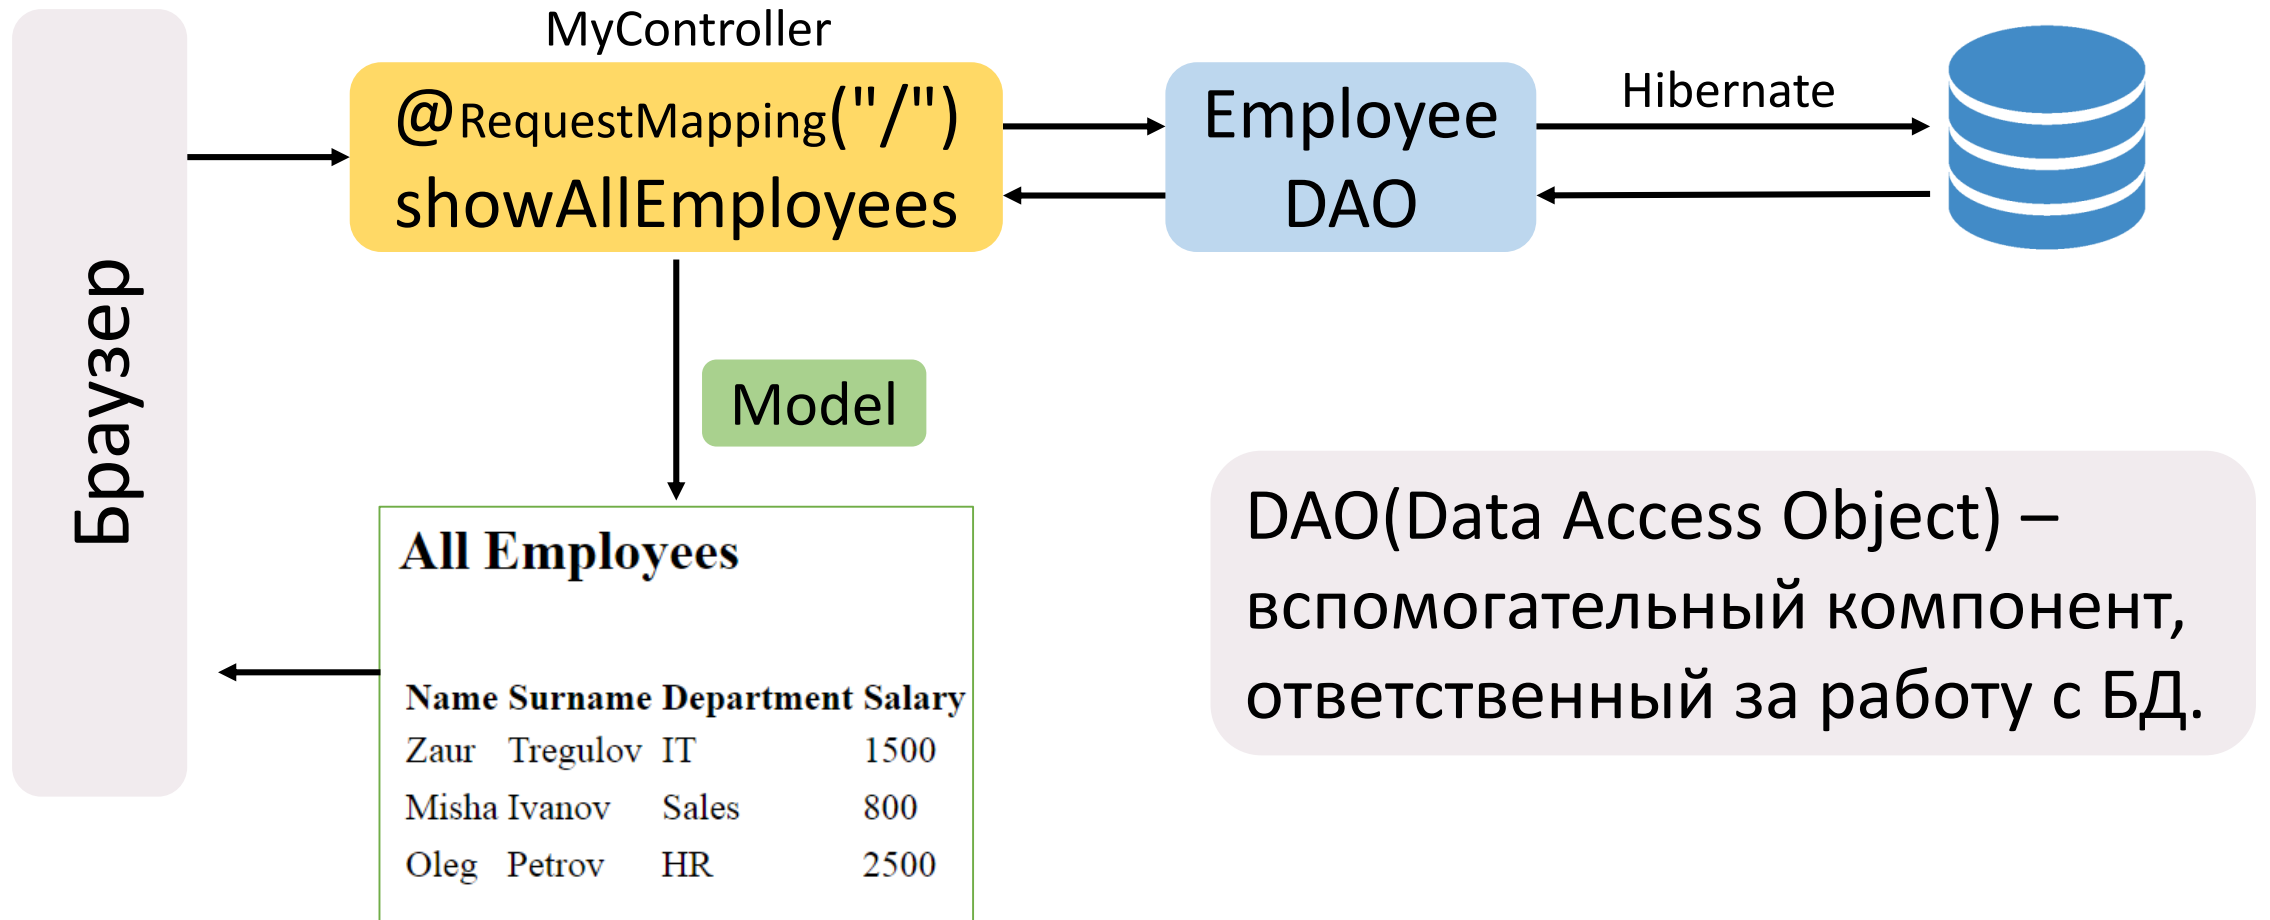 MyController
@RequestMapping("/")
showAllEmployees
Employee
DAO
Hibernate
Браузер
Model
All Employees
Name Surname Department Salary
Zaur Tregulov IT 1500
Misha Ivanov Sales 800
Oleg Petrov HR 2500
DAO(Data Access Object) –
вспомогательный компонент,
ответственный за работу с БД.